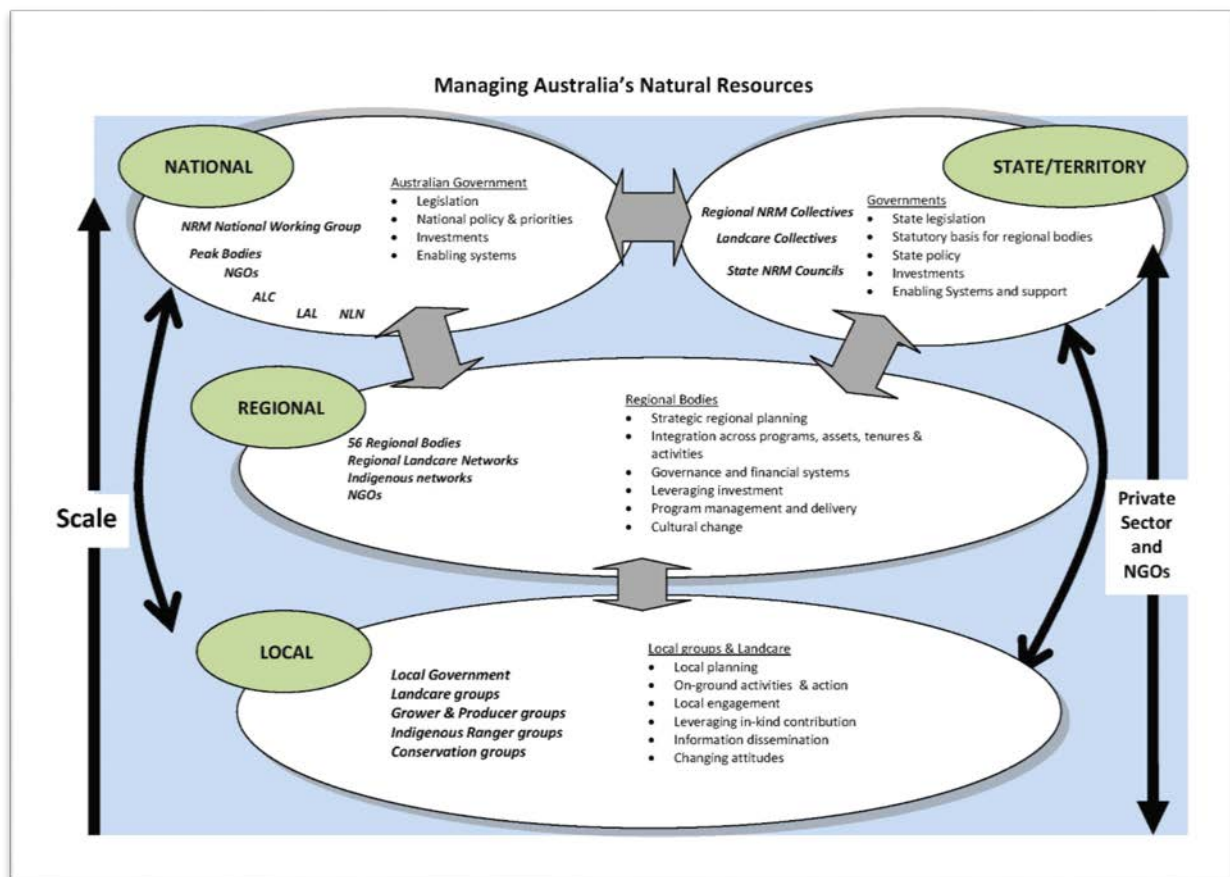 Managing Australia's Natural Resources
NATIONAL
NRM National Working Group
Peak Bodies
NGOs
ALC
LAL NLN
Australian Government
• Legislation
• National policy & priorities
• Investments
• Enabling systems
STATE/TERRITORY
Regional NRM Collectives
Landcare Collectives
State NRM Councils
Governments
• State legislation
• Statutory basis for regional bodies
• State policy
• Investments
• Enabling Systems and support
REGIONAL
56 Regional Bodies
Regional Landcare Networks
Indigenous networks
NGOs
Regional Bodies
• Strategic regional planning
• Integration across programs, assets, tenures &
activities
• Governance and financial systems
• Leveraging investment
• Program management and delivery
• Cultural change
Scale
Private
Sector
and
NGOs
LOCAL
Local Government
Landcare groups
Grower & Producer groups
Indigenous Ranger groups
Conservation groups
Local groups & Landcare
• Local planning
• On-ground activities & action
• Local engagement
• Leveraging in-kind contribution
• Information dissemination
• Changing attitudes